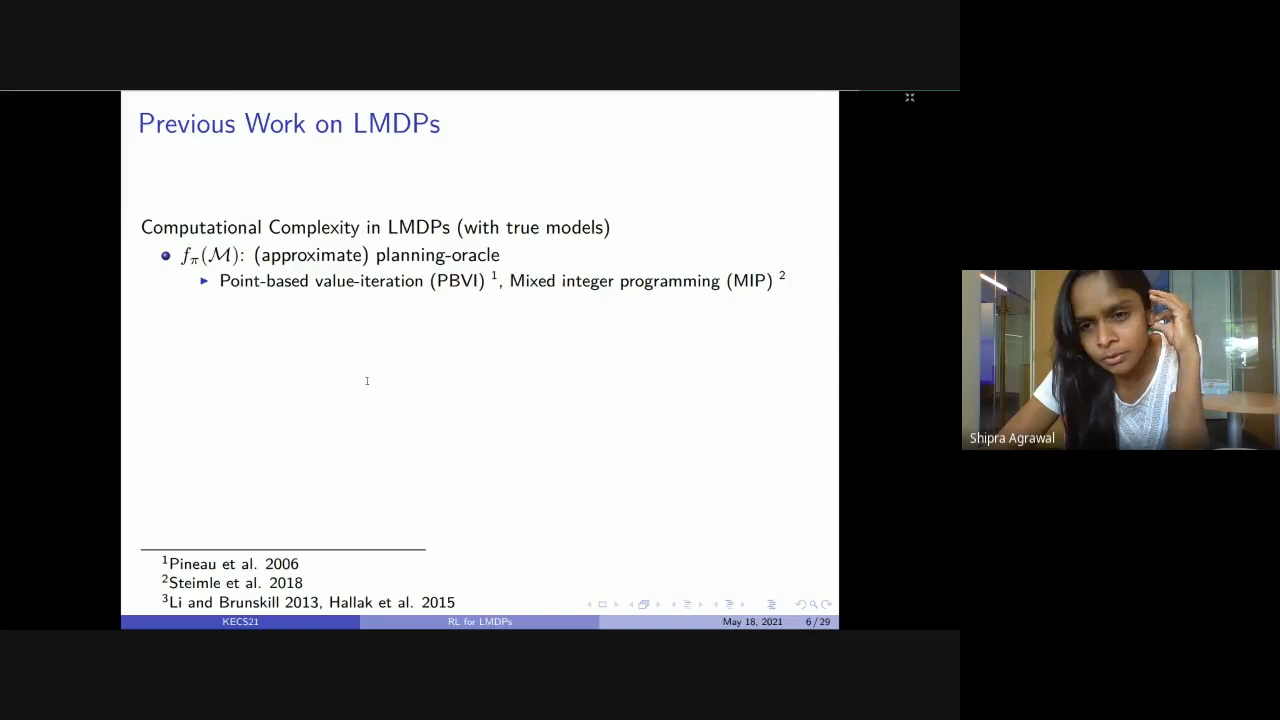 Previous Work on LMDPs
Computational Complexity in LMDPs (with true models)
f_π(ℳ): (approximate) planning-oracle
Point-based value-iteration (PBVI) ¹, Mixed integer programming (MIP) ²
¹Pineau et al. 2006
²Steimle et al. 2018
³Li and Brunskill 2013, Hallak et al. 2015
KECS21 RL for LMDPs May 18, 2021 6 / 29
Shipra Agrawal